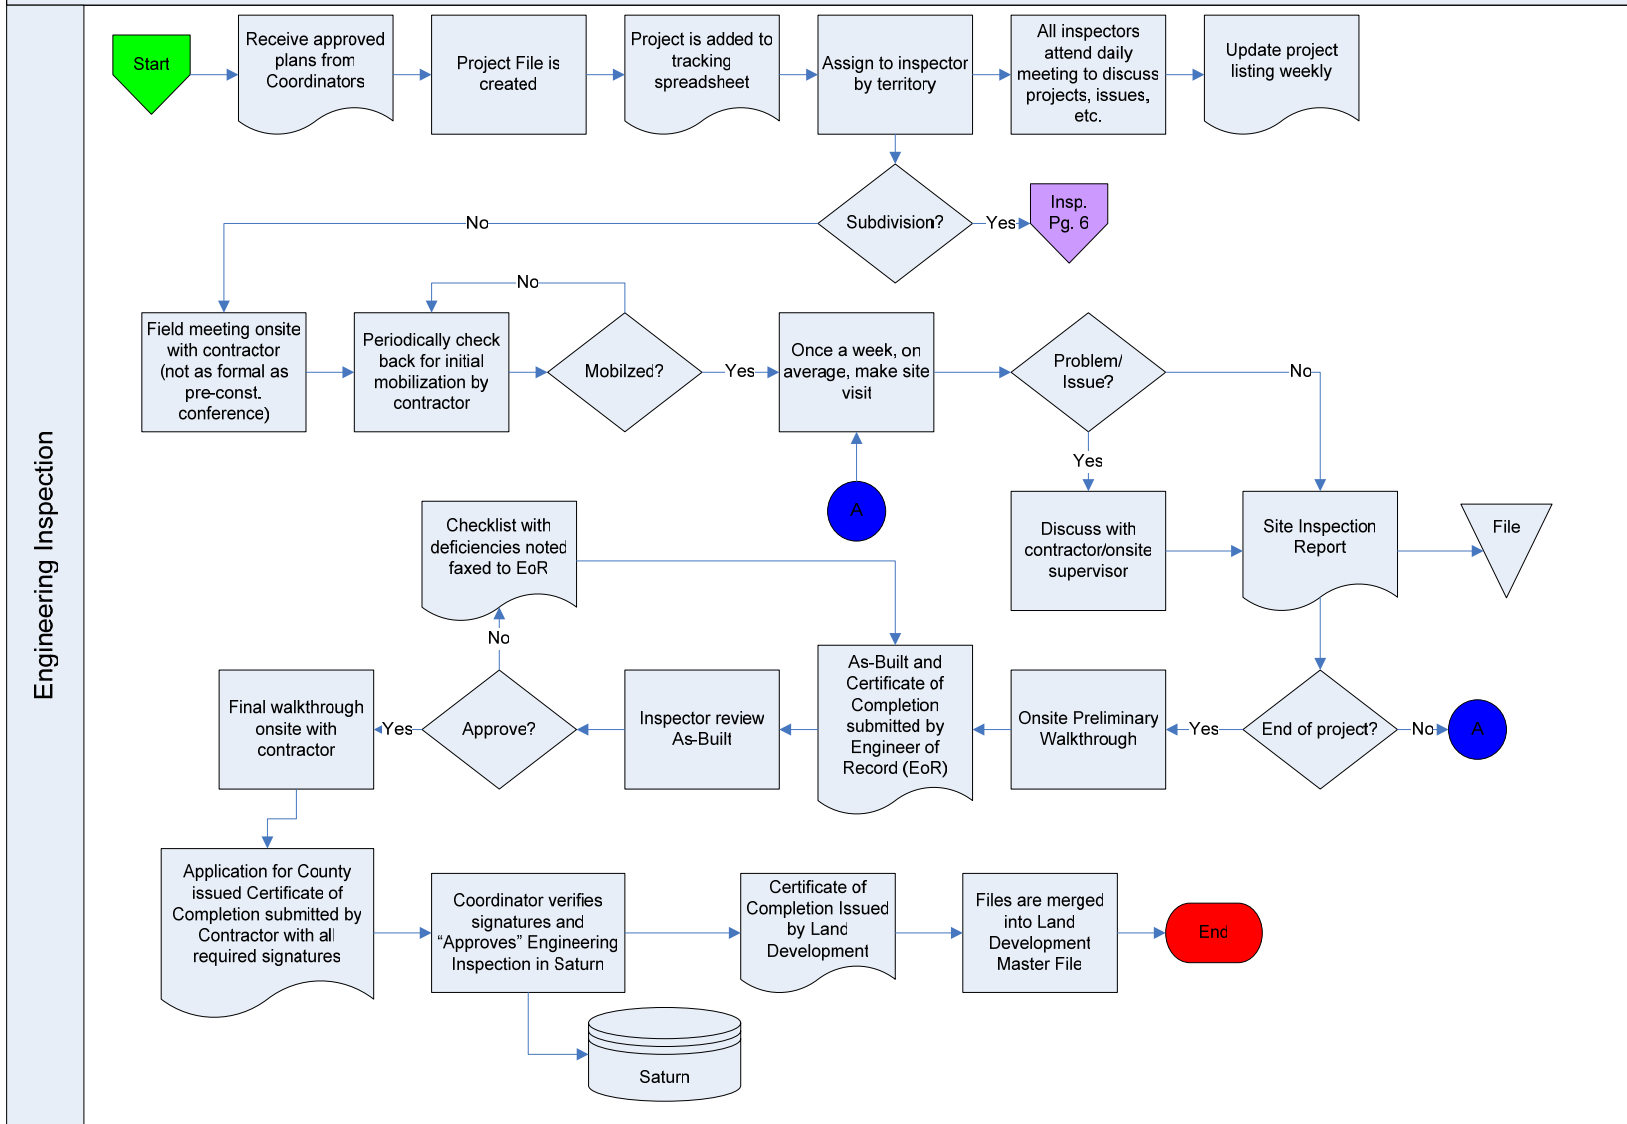 Engineering Inspection
Start
Receive approved
plans from
Coordinators
Project File is
created
Project is added to
tracking
spreadsheet
Assign to inspector
by territory
All inspectors
attend daily
meeting to discuss
projects, issues,
etc.
Update project
listing weekly
Subdivision?
Yes
Insp.
Pg. 6
No
Field meeting onsite
with contractor
(not as formal as
pre-const.
conference)
Periodically check
back for initial
mobilization by
contractor
No
Mobilzed?
Yes
Once a week, on
average, make site
visit
A
Problem/
Issue?
No
Yes
Discuss with
contractor/onsite
supervisor
Site Inspection
Report
File
End of project?
No
A
Yes
Onsite Preliminary
Walkthrough
As-Built and
Certificate of
Completion
submitted by
Engineer of
Record (EoR)
Inspector review
As-Built
Approve?
No
Checklist with
deficiencies noted
faxed to EoR
Yes
Final walkthrough
onsite with
contractor
Application for County
issued Certificate of
Completion submitted by
Contractor with all
required signatures
Coordinator verifies
signatures and
“Approves” Engineering
Inspection in Saturn
Saturn
Certificate of
Completion Issued
by Land
Development
Files are merged
into Land
Development
Master File
End